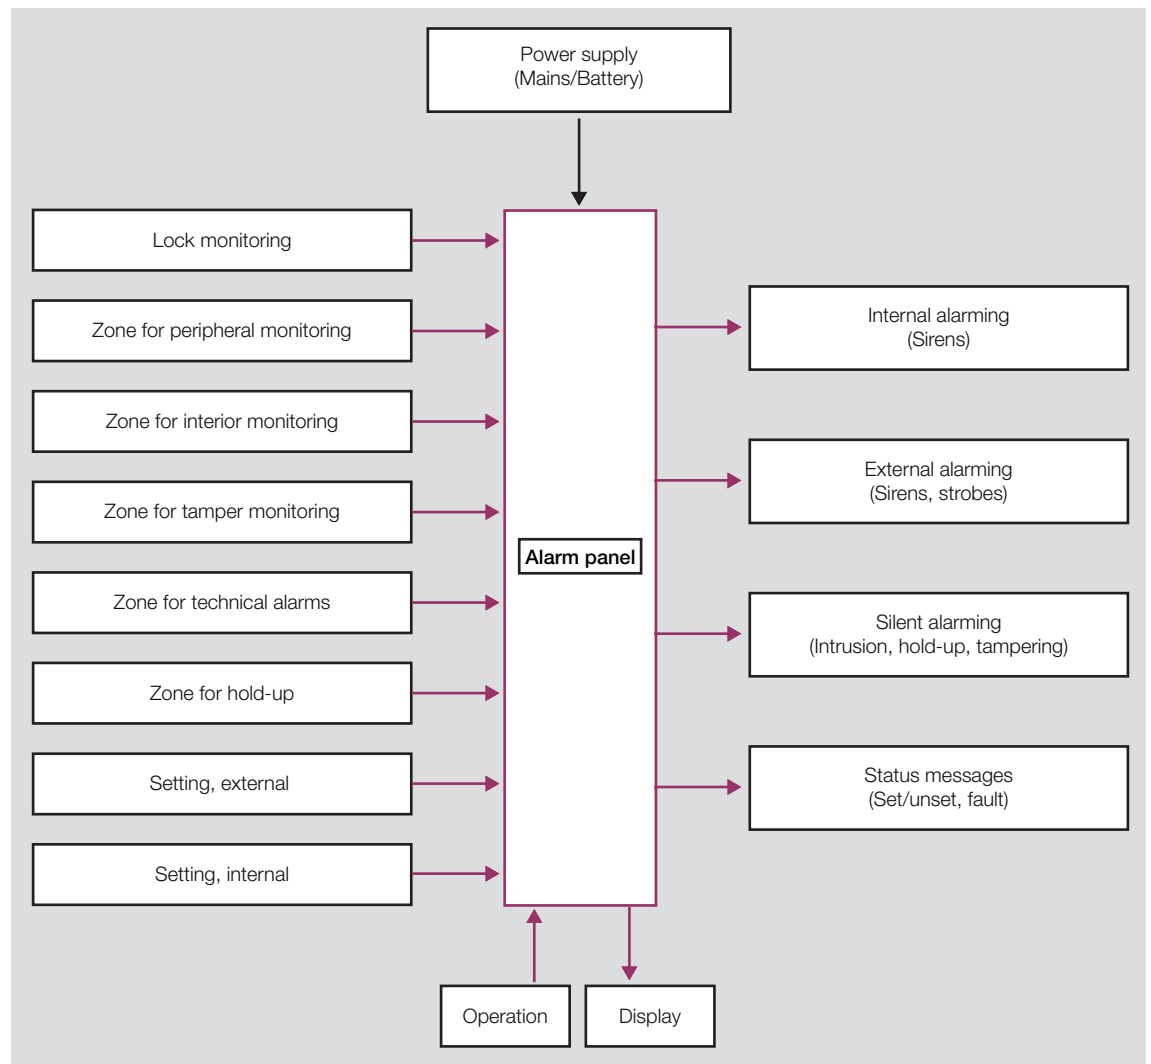 Power supply
(Mains/Battery)
Lock monitoring
Zone for peripheral monitoring
Zone for interior monitoring
Zone for tamper monitoring
Zone for technical alarms
Zone for hold-up
Setting, external
Setting, internal
Alarm panel
Internal alarming
(Sirens)
External alarming
(Sirens, strobes)
Silent alarming
(Intrusion, hold-up, tampering)
Status messages
(Set/unset, fault)
Operation
Display